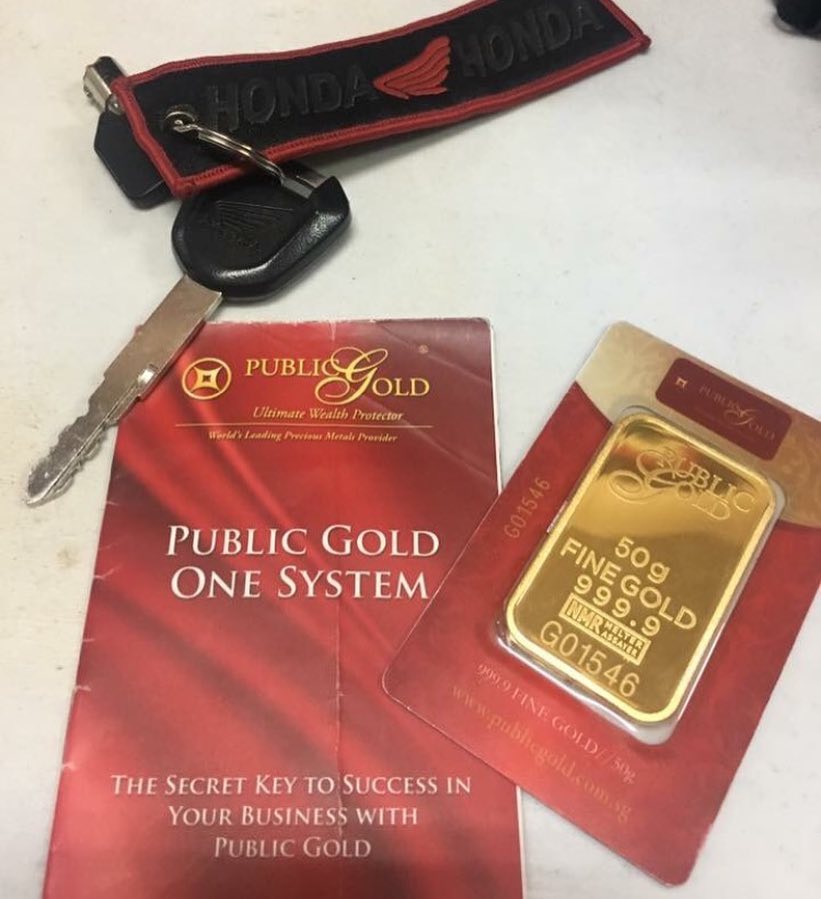 HONDA HONDA
PUBLIC GOLD
Ultimate Wealth Protector
World's Leading Precious Metals Provider
PUBLIC GOLD
ONE SYSTEM
THE SECRET KEY TO SUCCESS IN
YOUR BUSINESS WITH
PUBLIC GOLD
PUBLIC GOLD
G01546
PUBLIC
GOLD
50g
FINE GOLD
999.9
NMR MELTER
ASSAYER
G01546
999.9 FINE GOLD//50g
www.publicgold.com.sg